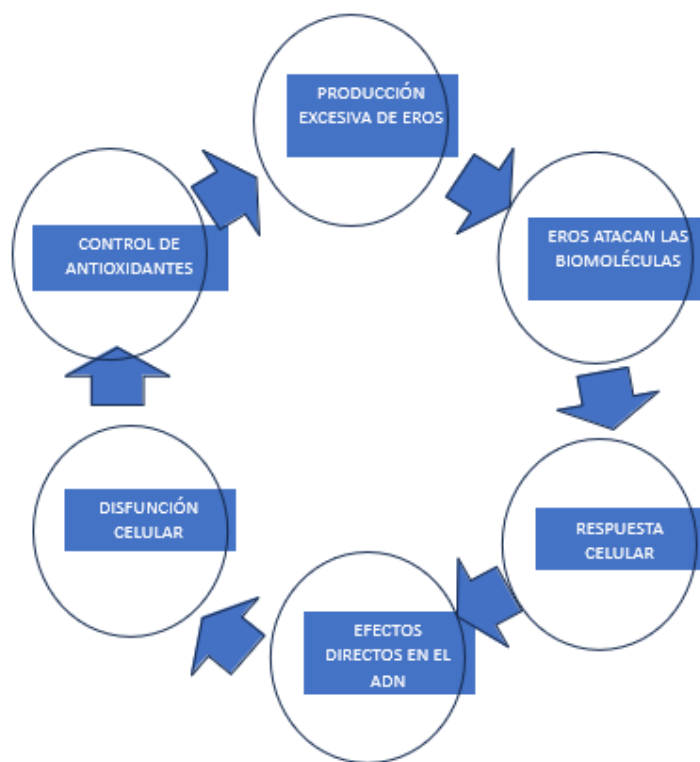 PRODUCCIÓN
EXCESIVA DE EROS
EROS ATACAN LAS
BIOMOLÉCULAS
RESPUESTA
CELULAR
EFECTOS
DIRECTOS EN EL
ADN
DISFUNCIÓN
CELULAR
CONTROL DE
ANTIOXIDANTES